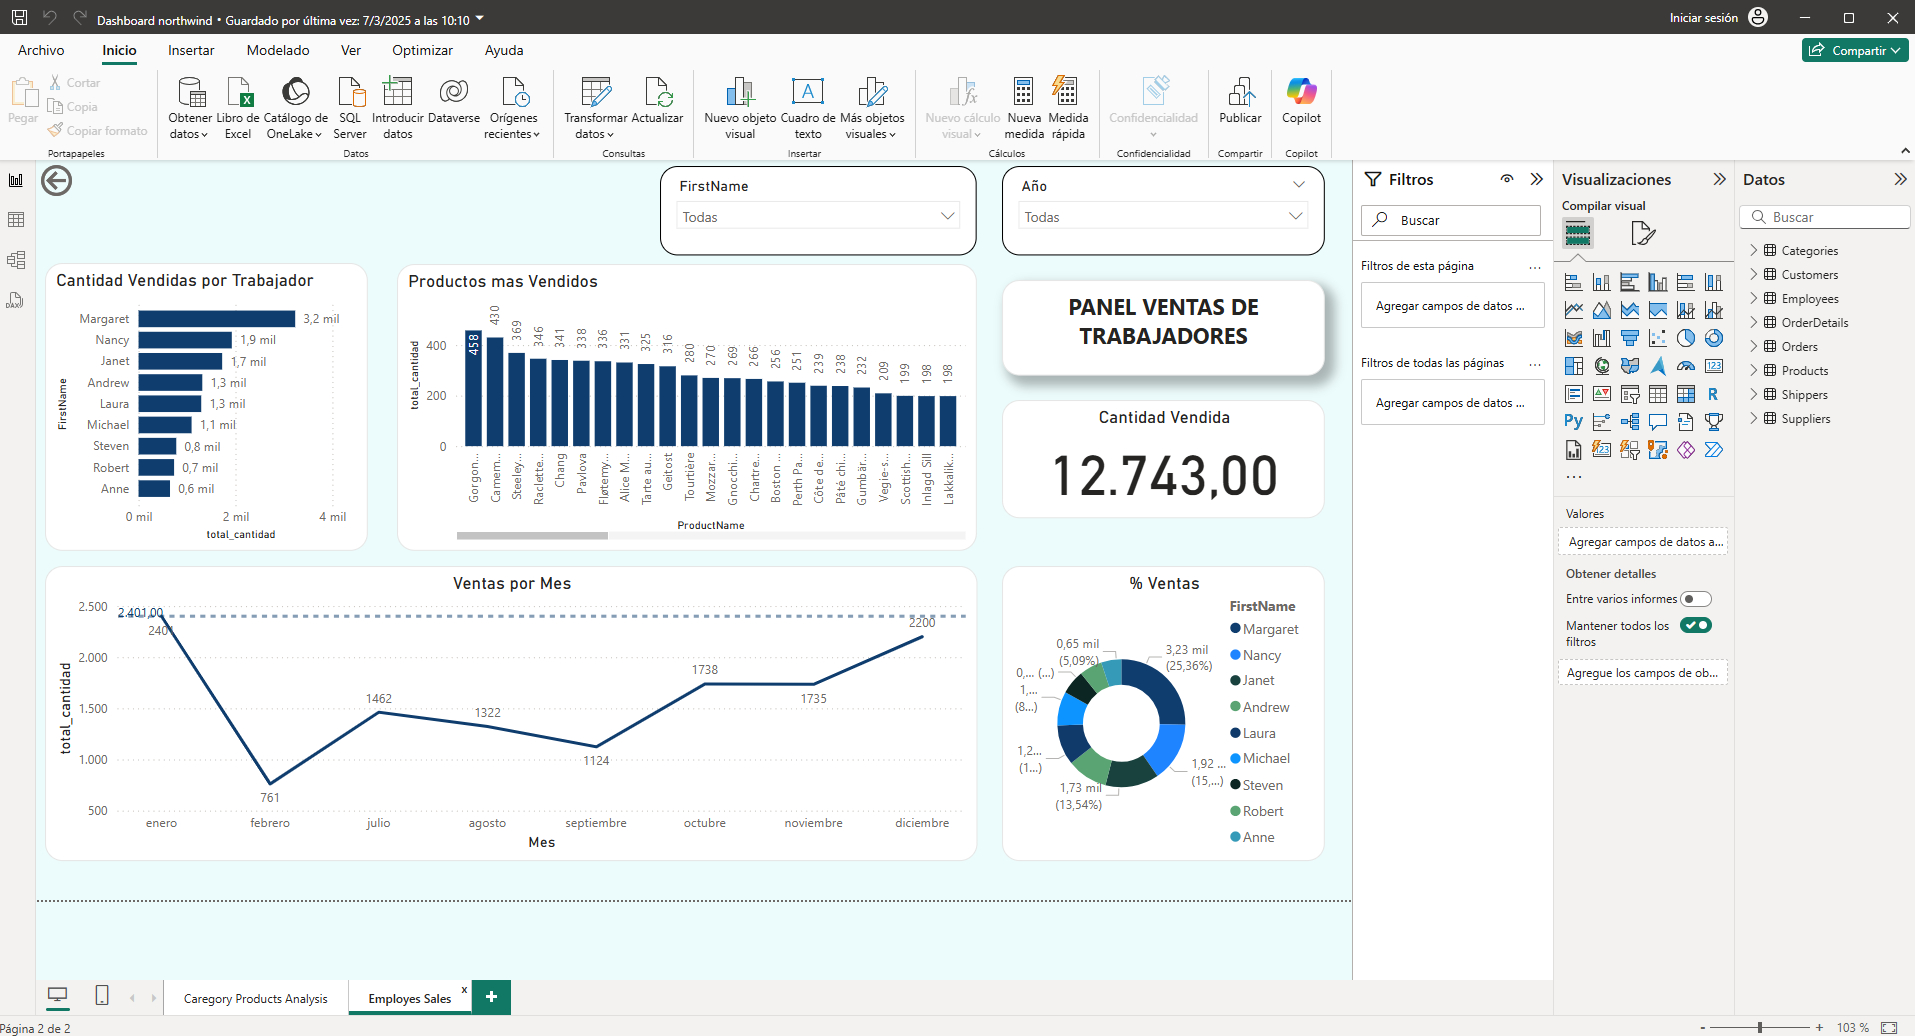 Dashboard northwind • Guardado por última vez: 7/3/2025 a las 10:10
Iniciar sesión
Archivo
Inicio
Insertar
Modelado
Ver
Optimizar
Ayuda
Compartir
Pegar
Cortar
Copia
Copiar formato
Portapapeles
Obtener datos
Libro de Excel
Catálogo de OneLake
SQL Server
Introducir datos
Dataverse
Orígenes recientes
Datos
Transformar datos
Actualizar
Consultas
Nuevo objeto visual
Cuadro de texto
Más objetos visuales
Insertar
Nuevo cálculo visual
Nueva medida
Medida rápida
Cálculos
Confidencialidad
Confidencialidad
Publicar
Compartir
Copilot
Copilot
FirstName
Todas
Año
Todas
Cantidad Vendidas por Trabajador
FirstName
Margaret 3,2 mil
Nancy 1,9 mil
Janet 1,7 mil
Andrew 1,3 mil
Laura 1,3 mil
Michael 1,1 mil
Steven 0,8 mil
Robert 0,7 mil
Anne 0,6 mil
0 mil 2 mil 4 mil
total_cantidad
Productos mas Vendidos
total_cantidad
400
200
0
458 430 369 346 341 338 336 331 325 316 280 270 269 266 256 251 239 238 232 209 199 198 198
Gorgon... Camem... Steeley... Raclette... Chang Pavlova Fløtemy... Alice M... Tarte au... Geitost Tourtière Mozzar... Gnocchi... Chartre... Boston ... Perth Pa... Côte de... Pâté chi... Gumbär... Vegie-s... Scottish... Inlagd Sill Lakkalik...
ProductName
PANEL VENTAS DE
TRABAJADORES
Cantidad Vendida
12.743,00
Ventas por Mes
total_cantidad
2.500
2.000
1.500
1.000
500
2.401,00
2401
761
1462
1322
1124
1738
1735
2200
enero febrero julio agosto septiembre octubre noviembre diciembre
Mes
% Ventas
0,65 mil
(5,09%)
3,23 mil
(25,36%)
0,... (...)
1,...
(8...)
1,2...
(1...)
1,73 mil
(13,54%)
1,92 ...
(15,...)
FirstName
Margaret
Nancy
Janet
Andrew
Laura
Michael
Steven
Robert
Anne
Filtros
Buscar
Filtros de esta página ...
Agregar campos de datos ...
Filtros de todas las páginas ...
Agregar campos de datos ...
Visualizaciones
Compilar visual
123
R
Py
...
Valores
Agregar campos de datos a...
Obtener detalles
Entre varios informes
Mantener todos los
filtros
Agregue los campos de ob...
Datos
Buscar
Categories
Customers
Employees
OrderDetails
Orders
Products
Shippers
Suppliers
DAX
Caregory Products Analysis
Employes Sales
x
+
Página 2 de 2
- + 103 %